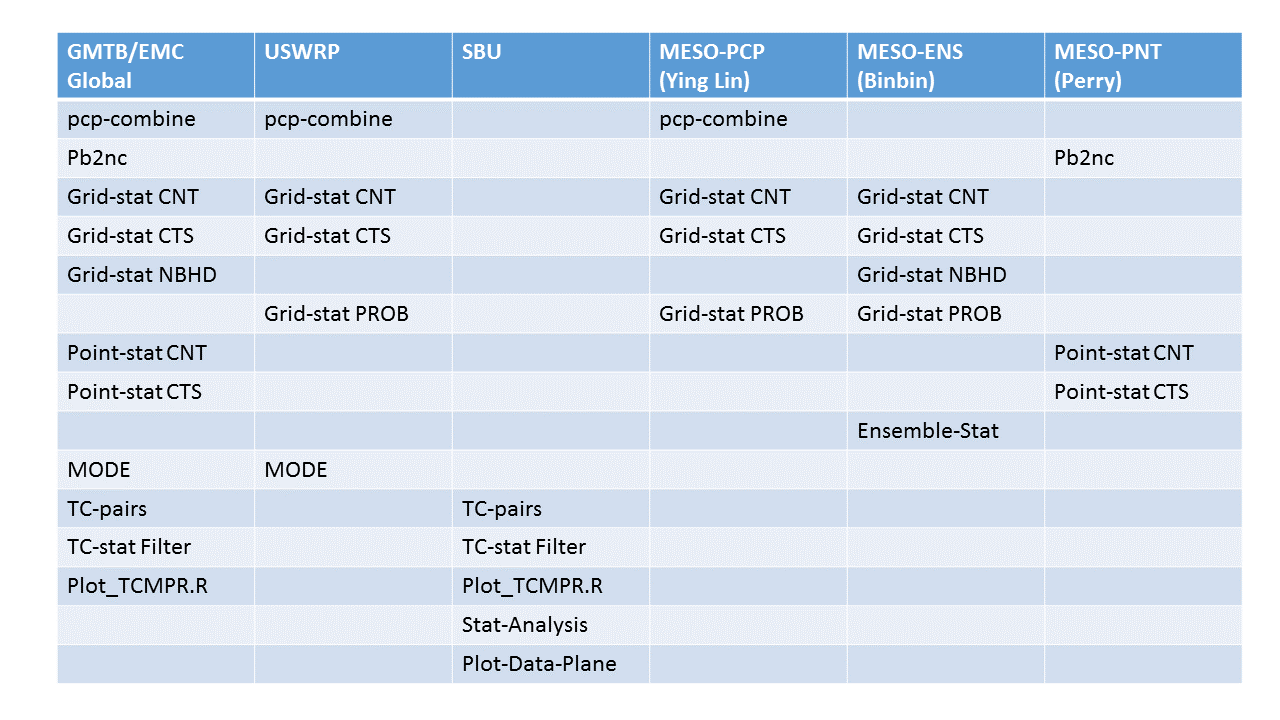 GMTB/EMC Global USWRP SBU MESO-PCP (Ying Lin) MESO-ENS (Binbin) MESO-PNT (Perry)
pcp-combine pcp-combine pcp-combine
Pb2nc Pb2nc
Grid-stat CNT Grid-stat CNT Grid-stat CNT Grid-stat CNT
Grid-stat CTS Grid-stat CTS Grid-stat CTS Grid-stat CTS
Grid-stat NBHD Grid-stat NBHD
Grid-stat PROB Grid-stat PROB Grid-stat PROB
Point-stat CNT Point-stat CNT
Point-stat CTS Point-stat CTS
Ensemble-Stat
MODE MODE
TC-pairs TC-pairs
TC-stat Filter TC-stat Filter
Plot_TCMPR.R Plot_TCMPR.R
Stat-Analysis
Plot-Data-Plane